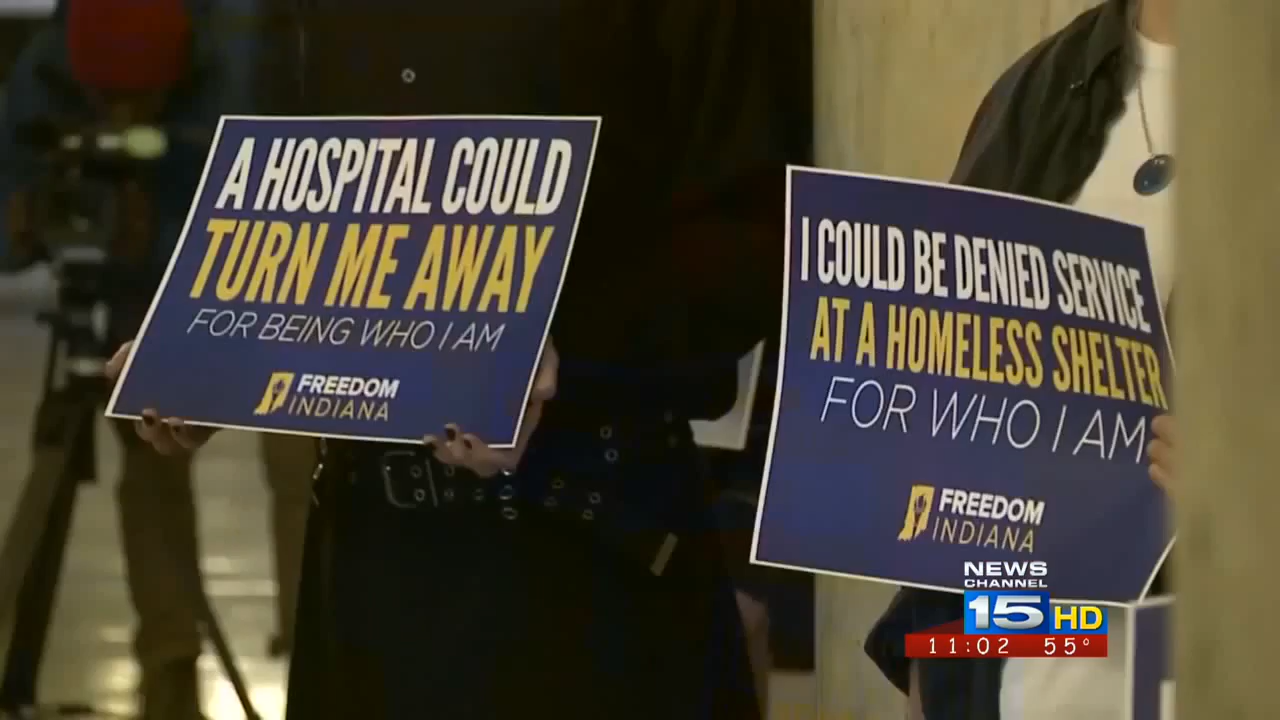 A HOSPITAL COULD
TURN ME AWAY
FOR BEING WHO I AM
FREEDOM
INDIANA
I COULD BE DENIED SERVICE
AT A HOMELESS SHELTER
FOR WHO I AM
FREEDOM
INDIANA
NEWS
CHANNEL
15 HD
11:02 55°